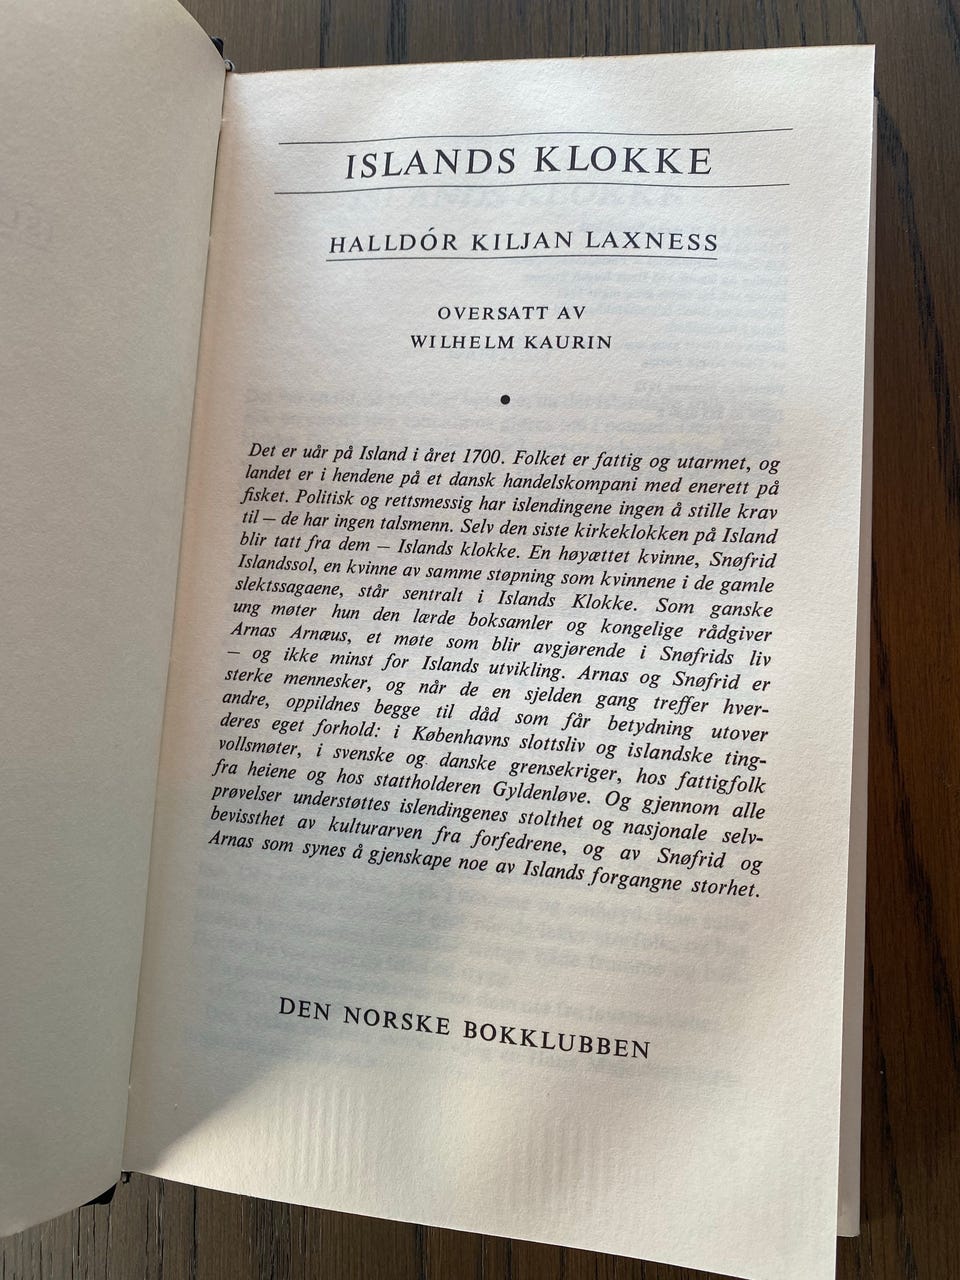 ISLANDS KLOKKE
HALLDÓR KILJAN LAXNESS
OVERSATT AV
WILHELM KAURIN
•
Det er uår på Island i året 1700. Folket er fattig og utarmet, og
landet er i hendene på et dansk handelskompani med enerett på
fisket. Politisk og rettsmessig har islendingene ingen å stille krav
til — de har ingen talsmenn. Selv den siste kirkeklokken på Island
blir tatt fra dem — Islands klokke. En høyættet kvinne, Snøfrid
Islandssol, en kvinne av samme støpning som kvinnene i de gamle
slektssagaene, står sentralt i Islands Klokke. Som ganske
ung møter hun den lærde boksamler og kongelige rådgiver
Arnas Arnæus, et møte som blir avgjørende i Snøfrids liv
— og ikke minst for Islands utvikling. Arnas og Snøfrid er
sterke mennesker, og når de en sjelden gang treffer hver-
andre, oppildnes begge til dåd som får betydning utover
deres eget forhold: i Københavns slottsliv og islandske ting-
vollsmøter, i svenske og danske grensekriger, hos fattigfolk
fra heiene og hos stattholderen Gyldenløve. Og gjennom alle
prøvelser understøttes islendingenes stolthet og nasjonale selv-
bevissthet av kulturarven fra forfedrene, og av Snøfrid og
Arnas som synes å gjenskape noe av Islands forgangne storhet.
DEN NORSKE BOKKLUBBEN